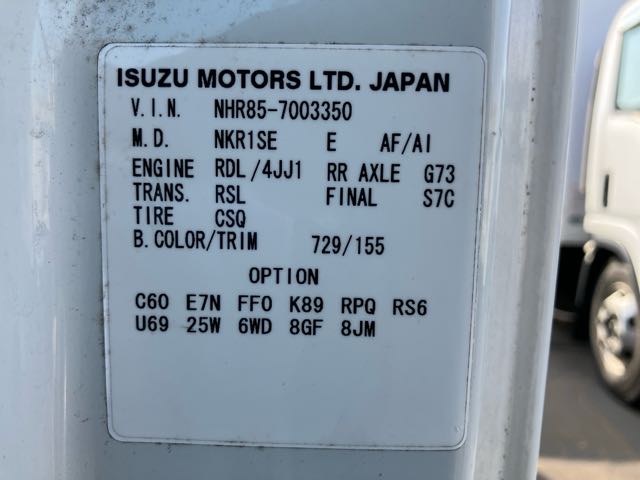 ISUZU MOTORS LTD. JAPAN
V.I.N. NHR85-7003350
M.D. NKR1SE E AF/AI
ENGINE RDL/4JJ1 RR AXLE G73
TRANS. RSL FINAL S7C
TIRE CSQ
B.COLOR/TRIM 729/155
OPTION
C60 E7N FF0 K89 RPQ RS6
U69 25W 6WD 8GF 8JM